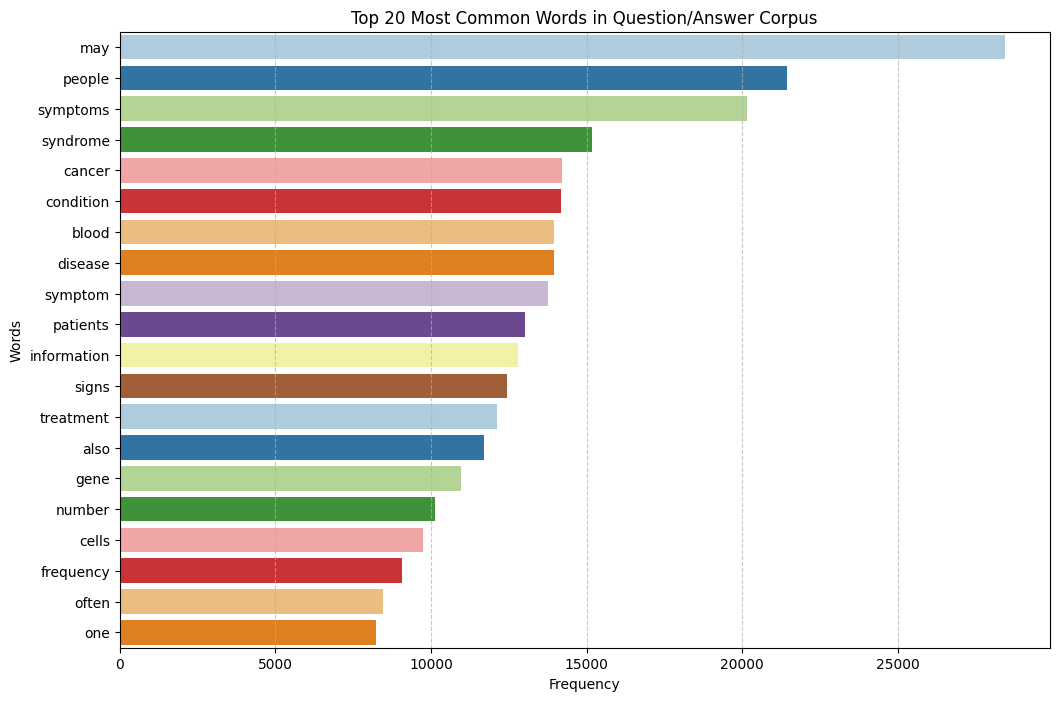 Top 20 Most Common Words in Question/Answer Corpus
may
people
symptoms
syndrome
cancer
condition
blood
disease
symptom
patients
information
signs
treatment
also
gene
number
cells
frequency
often
one
Words
0 5000 10000 15000 20000 25000
Frequency